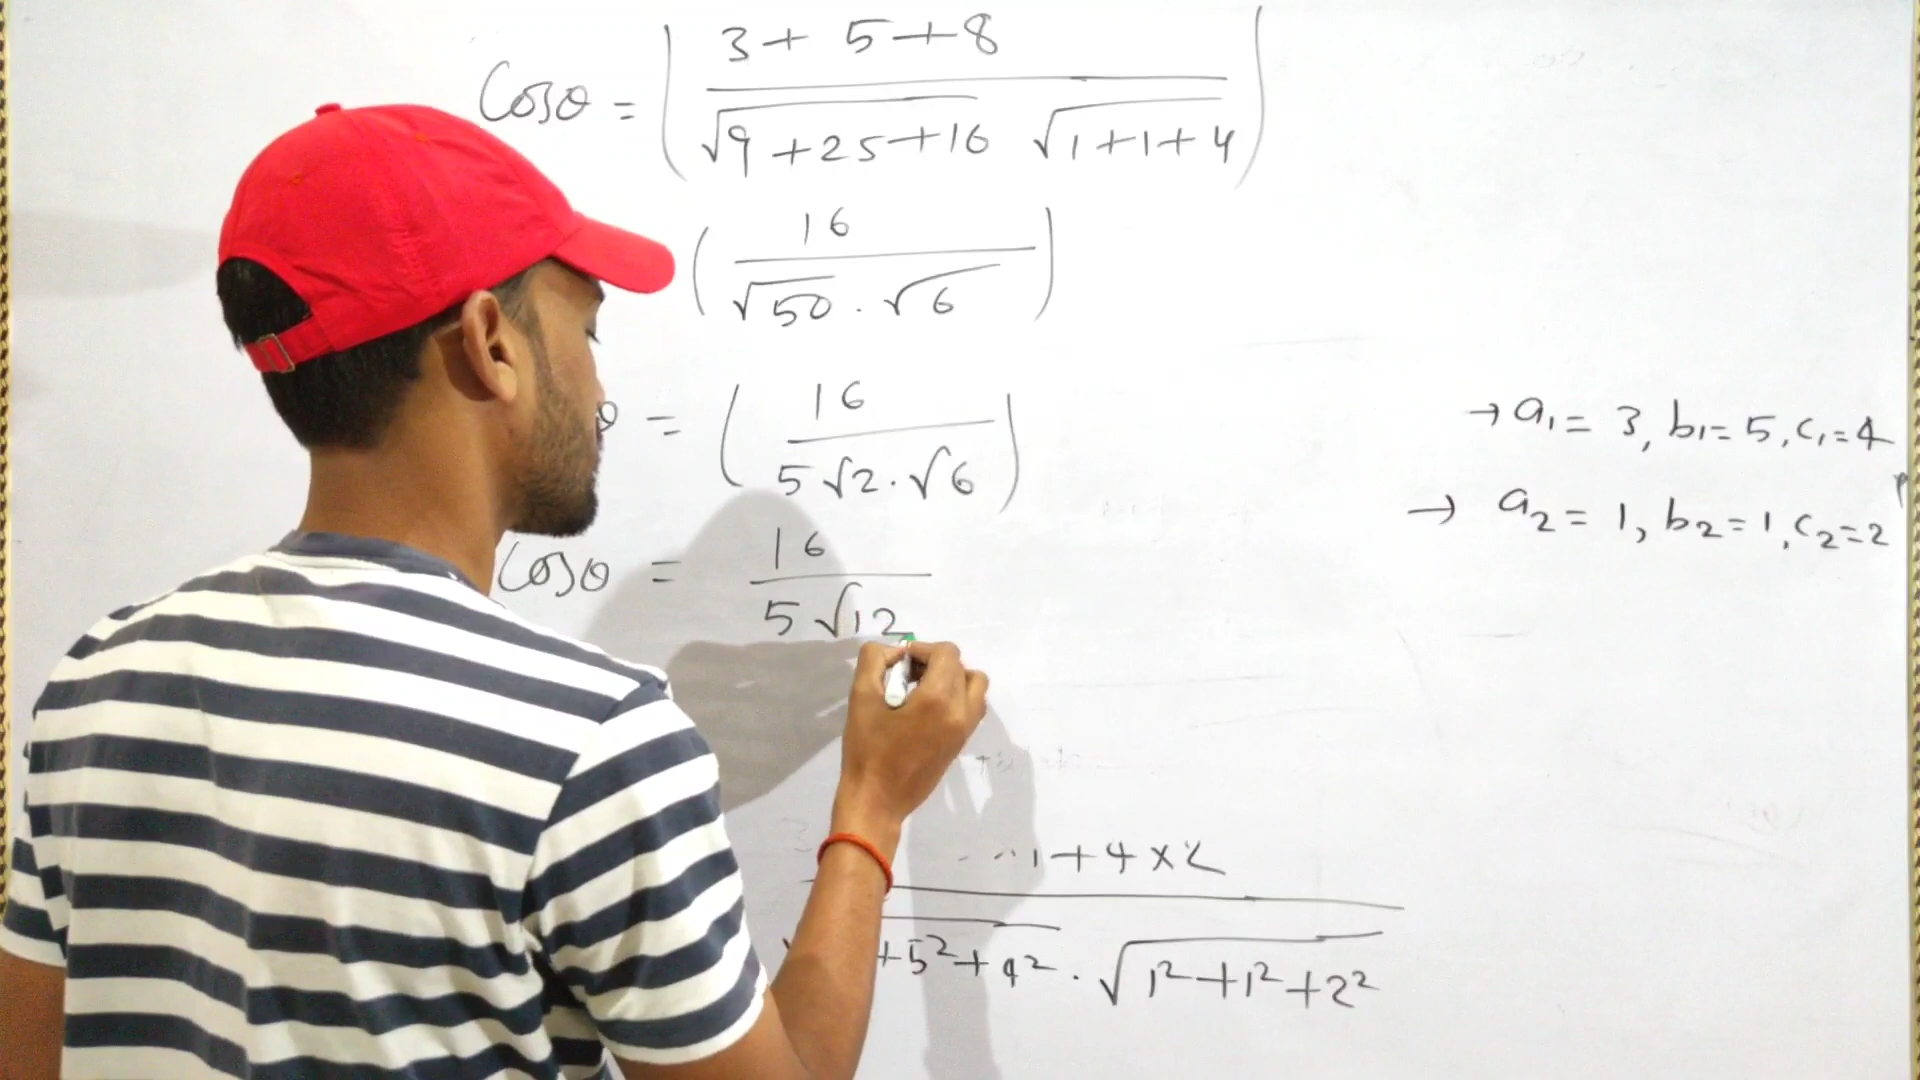 Cosθ = ( 3 + 5 + 8 / √9 + 25 + 16 √1 + 1 + 4 )
( 16 / √50 . √6 )
θ = ( 16 / 5√2 . √6 )
→ a₁ = 3, b₁ = 5, c₁ = 4
→ a₂ = 1, b₂ = 1, c₂ = 2
Cosθ = 16 / 5√12
1 + 4 × 2
+ 5² + 4² . √1² + 1² + 2²